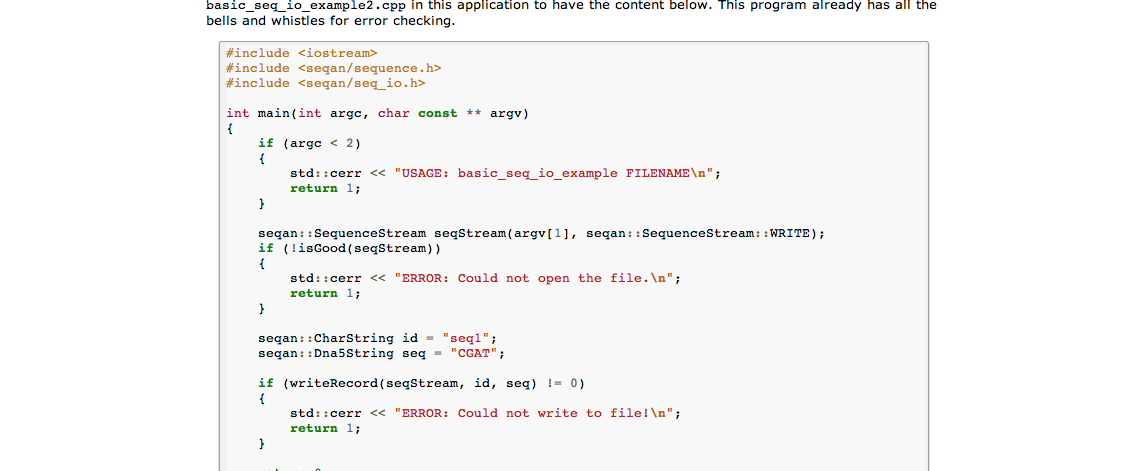 basic_seq_io_example2.cpp in this application to have the content below. This program already has all the
bells and whistles for error checking.
#include <iostream>
#include <seqan/sequence.h>
#include <seqan/seq_io.h>
int main(int argc, char const ** argv)
{
    if (argc < 2)
    {
        std::cerr << "USAGE: basic_seq_io_example FILENAME\n";
        return 1;
    }
    seqan::SequenceStream seqStream(argv[1], seqan::SequenceStream::WRITE);
    if (!isGood(seqStream))
    {
        std::cerr << "ERROR: Could not open the file.\n";
        return 1;
    }
    seqan::CharString id = "seq1";
    seqan::Dna5String seq = "CGAT";
    if (writeRecord(seqStream, id, seq) != 0)
    {
        std::cerr << "ERROR: Could not write to file!\n";
        return 1;
    }